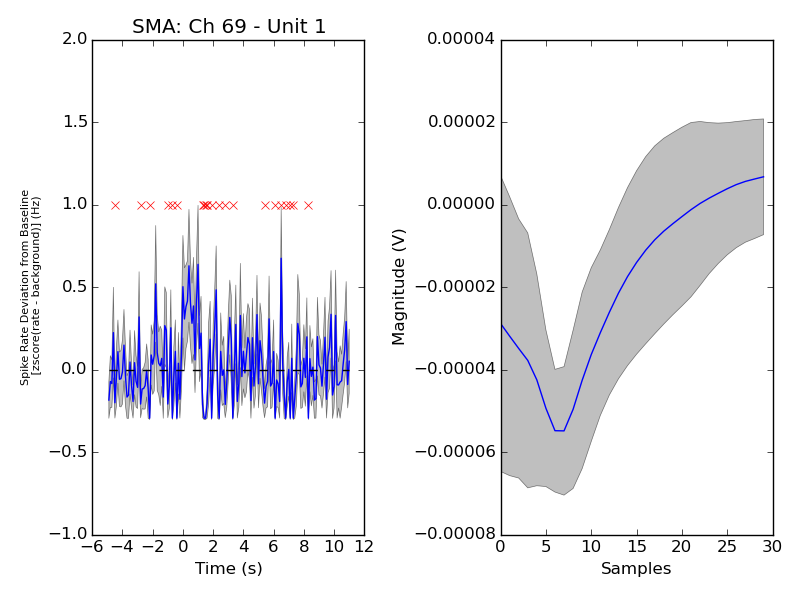 SMA: Ch 69 - Unit 1
2.0
1.5
1.0
0.5
0.0
−0.5
−1.0
Spike Rate Deviation from Baseline
[zscore(rate - background)] (Hz)
−6 −4 −2 0 2 4 6 8 10 12
Time (s)
0.00004
0.00002
0.00000
−0.00002
−0.00004
−0.00006
−0.00008
Magnitude (V)
0 5 10 15 20 25 30
Samples